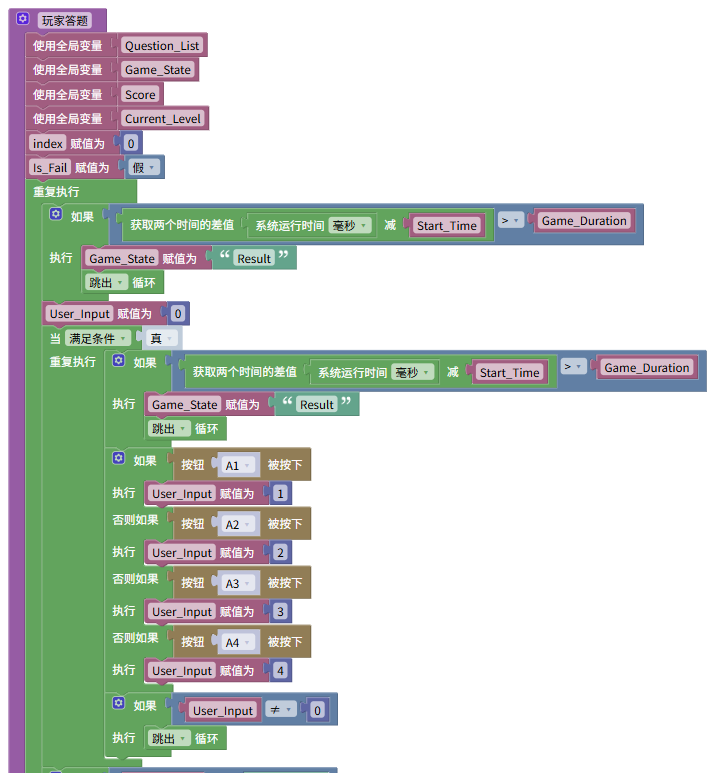 玩家答题
使用全局变量 Question_List
使用全局变量 Game_State
使用全局变量 Score
使用全局变量 Current_Level
index 赋值为 0
Is_Fail 赋值为 假
重复执行
如果 获取两个时间的差值 系统运行时间 毫秒 减 Start_Time > Game_Duration
执行 Game_State 赋值为 “ Result ”
跳出 循环
User_Input 赋值为 0
当 满足条件 真
重复执行 如果 获取两个时间的差值 系统运行时间 毫秒 减 Start_Time > Game_Duration
执行 Game_State 赋值为 “ Result ”
跳出 循环
如果 按钮 A1 被按下
执行 User_Input 赋值为 1
否则如果 按钮 A2 被按下
执行 User_Input 赋值为 2
否则如果 按钮 A3 被按下
执行 User_Input 赋值为 3
否则如果 按钮 A4 被按下
执行 User_Input 赋值为 4
如果 User_Input ≠ 0
执行 跳出 循环